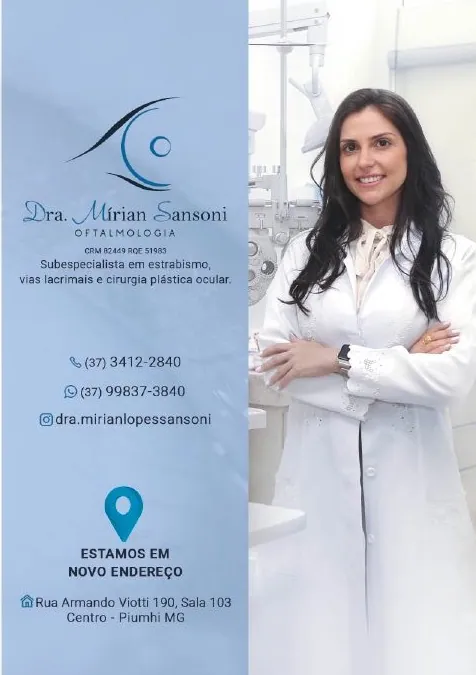 Dra. Mírian Sansoni
OFTALMOLOGIA
CRM 82449 RQE 51983
Subespecialista em estrabismo,
vias lacrimais e cirurgia plástica ocular.
(37) 3412-2840
(37) 99837-3840
dra.mirianlopessansoni
ESTAMOS EM
NOVO ENDEREÇO
Rua Armando Viotti 190, Sala 103
Centro - Piumhi MG